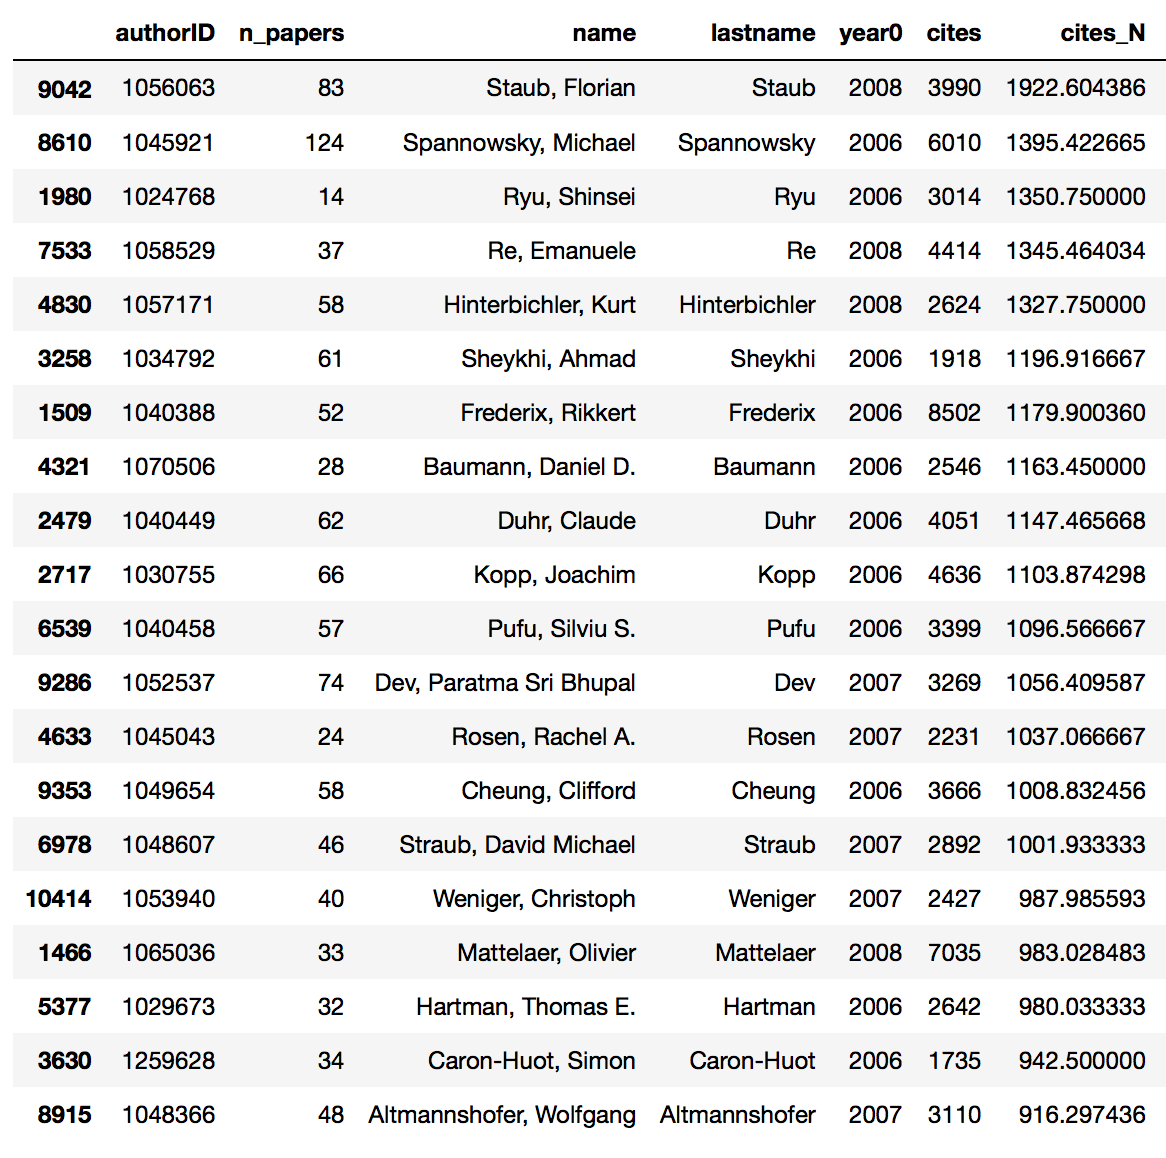 authorID n_papers name lastname year0 cites cites_N
9042 1056063 83 Staub, Florian Staub 2008 3990 1922.604386
8610 1045921 124 Spannowsky, Michael Spannowsky 2006 6010 1395.422665
1980 1024768 14 Ryu, Shinsei Ryu 2006 3014 1350.750000
7533 1058529 37 Re, Emanuele Re 2008 4414 1345.464034
4830 1057171 58 Hinterbichler, Kurt Hinterbichler 2008 2624 1327.750000
3258 1034792 61 Sheykhi, Ahmad Sheykhi 2006 1918 1196.916667
1509 1040388 52 Frederix, Rikkert Frederix 2006 8502 1179.900360
4321 1070506 28 Baumann, Daniel D. Baumann 2006 2546 1163.450000
2479 1040449 62 Duhr, Claude Duhr 2006 4051 1147.465668
2717 1030755 66 Kopp, Joachim Kopp 2006 4636 1103.874298
6539 1040458 57 Pufu, Silviu S. Pufu 2006 3399 1096.566667
9286 1052537 74 Dev, Paratma Sri Bhupal Dev 2007 3269 1056.409587
4633 1045043 24 Rosen, Rachel A. Rosen 2007 2231 1037.066667
9353 1049654 58 Cheung, Clifford Cheung 2006 3666 1008.832456
6978 1048607 46 Straub, David Michael Straub 2007 2892 1001.933333
10414 1053940 40 Weniger, Christoph Weniger 2007 2427 987.985593
1466 1065036 33 Mattelaer, Olivier Mattelaer 2008 7035 983.028483
5377 1029673 32 Hartman, Thomas E. Hartman 2006 2642 980.033333
3630 1259628 34 Caron-Huot, Simon Caron-Huot 2006 1735 942.500000
8915 1048366 48 Altmannshofer, Wolfgang Altmannshofer 2007 3110 916.297436